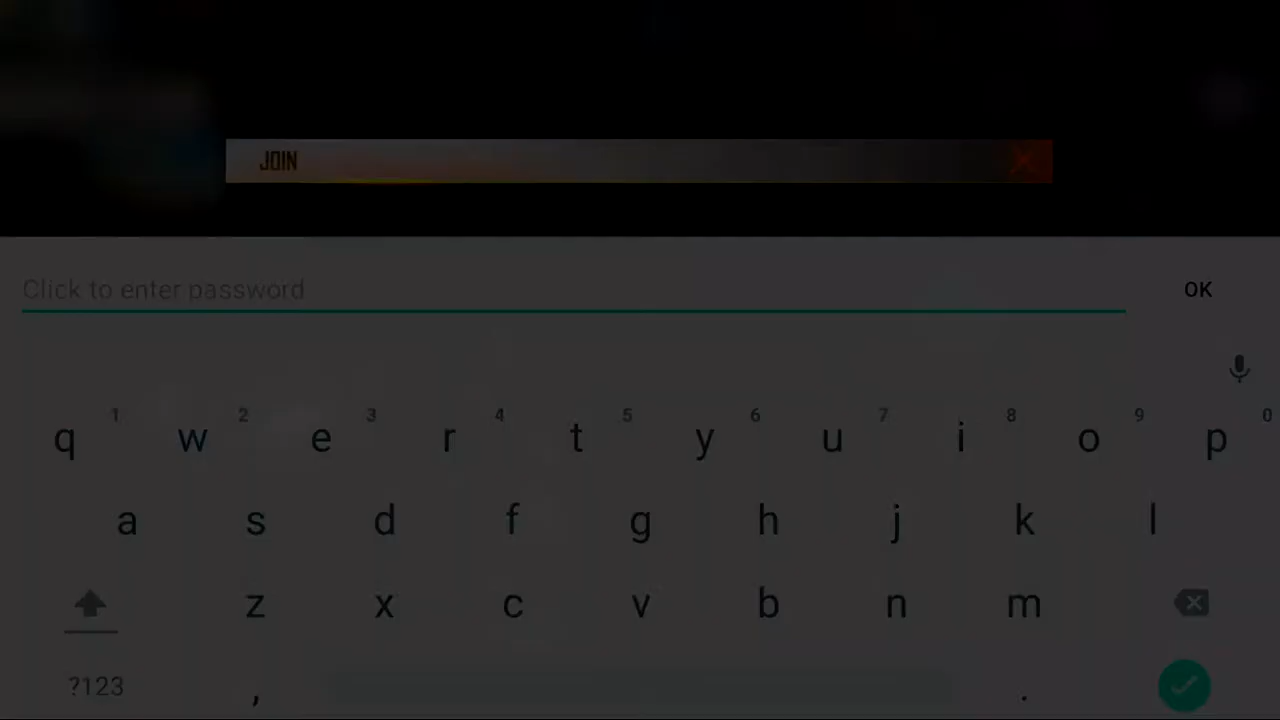 JOIN
Click to enter password
OK
1 2 3 4 5 6 7 8 9 0
q w e r t y u i o p
a s d f g h j k l
z x c v b n m
?123 , .